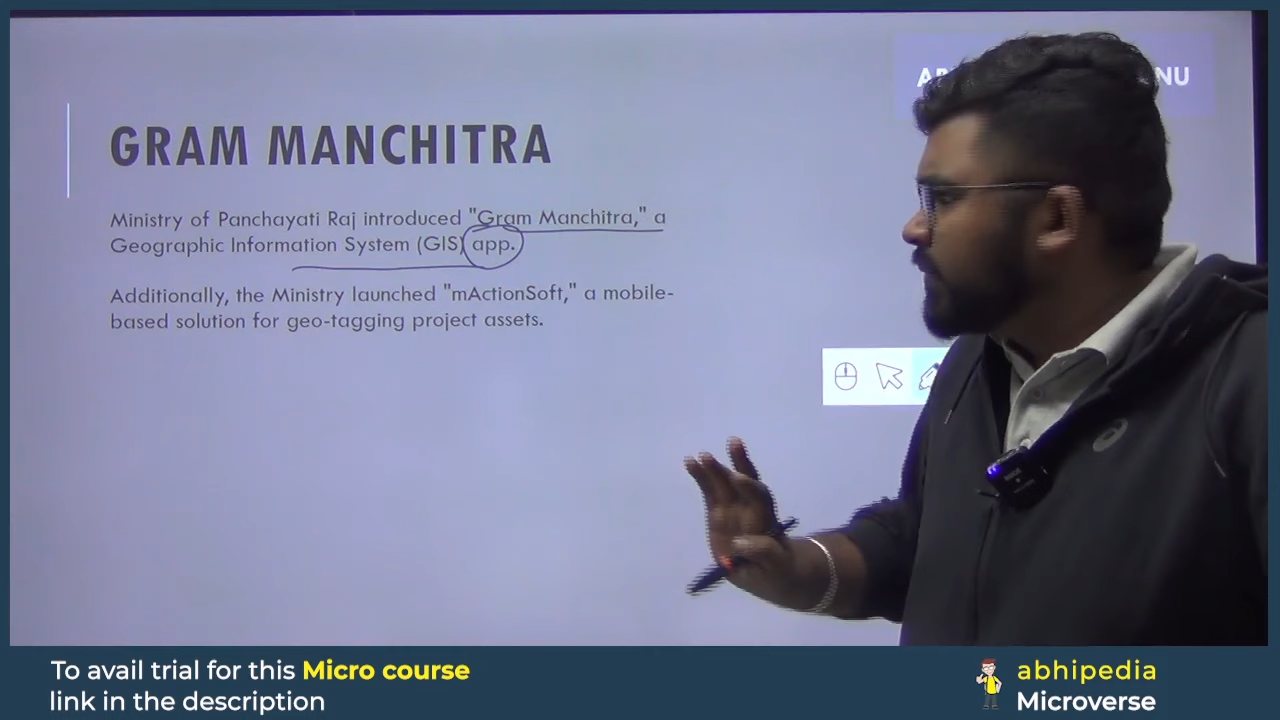 GRAM MANCHITRA
Ministry of Panchayati Raj introduced "Gram Manchitra," a
Geographic Information System (GIS) app.
Additionally, the Ministry launched "mActionSoft," a mobile-
based solution for geo-tagging project assets.
To avail trial for this Micro course
link in the description
abhipedia
Microverse